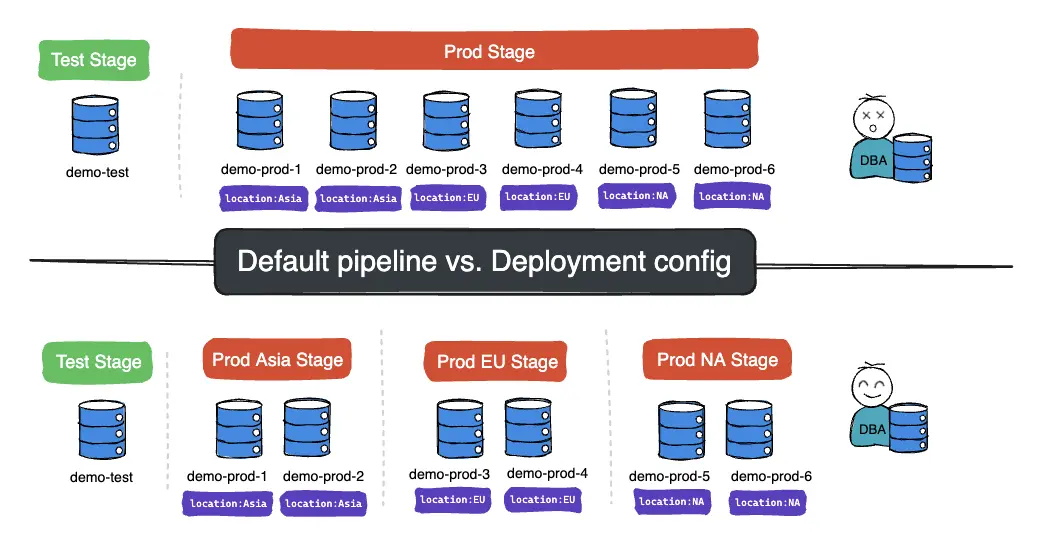 Test Stage
Prod Stage
demo-test
demo-prod-1
demo-prod-2
demo-prod-3
demo-prod-4
demo-prod-5
demo-prod-6
location:Asia
location:Asia
location:EU
location:EU
location:NA
location:NA
DBA
Default pipeline vs. Deployment config
Test Stage
Prod Asia Stage
Prod EU Stage
Prod NA Stage
demo-test
demo-prod-1
demo-prod-2
demo-prod-3
demo-prod-4
demo-prod-5
demo-prod-6
location:Asia
location:Asia
location:EU
location:EU
location:NA
location:NA
DBA